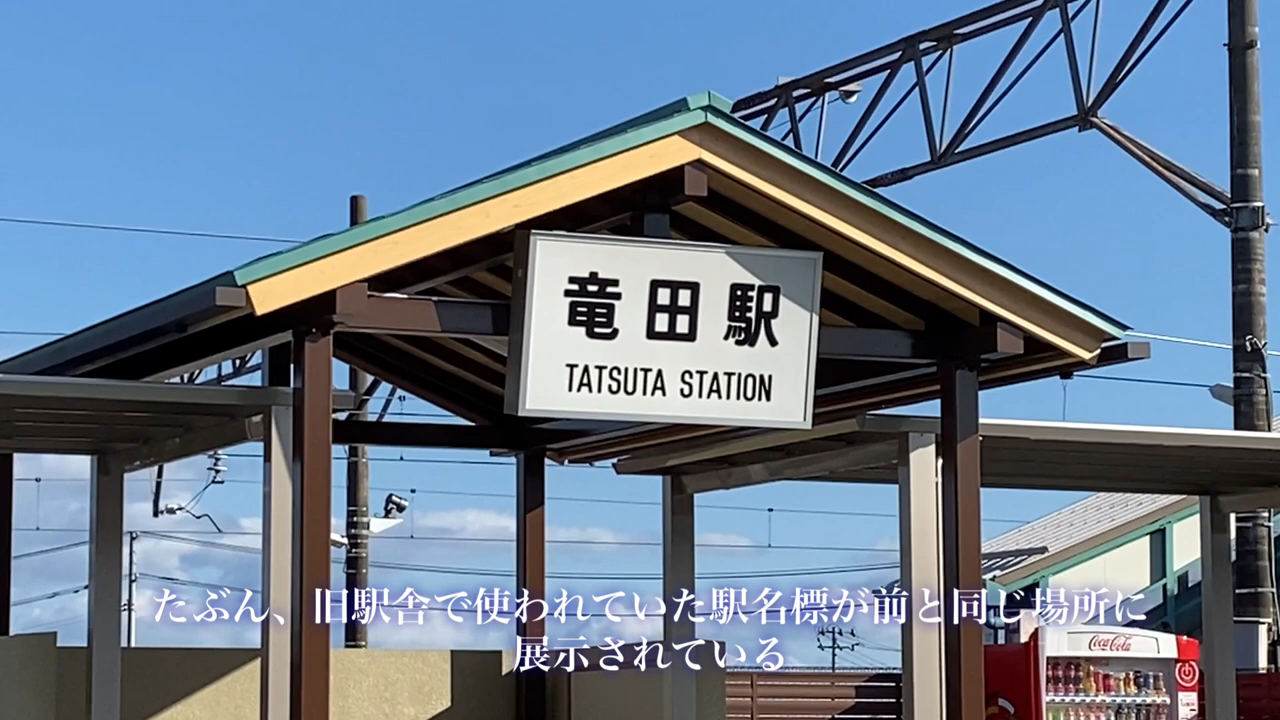 竜田駅
TATSUTA STATION
たぶん、旧駅舎で使われていた駅名標が前と同じ場所に
展示されている
Coca-Cola